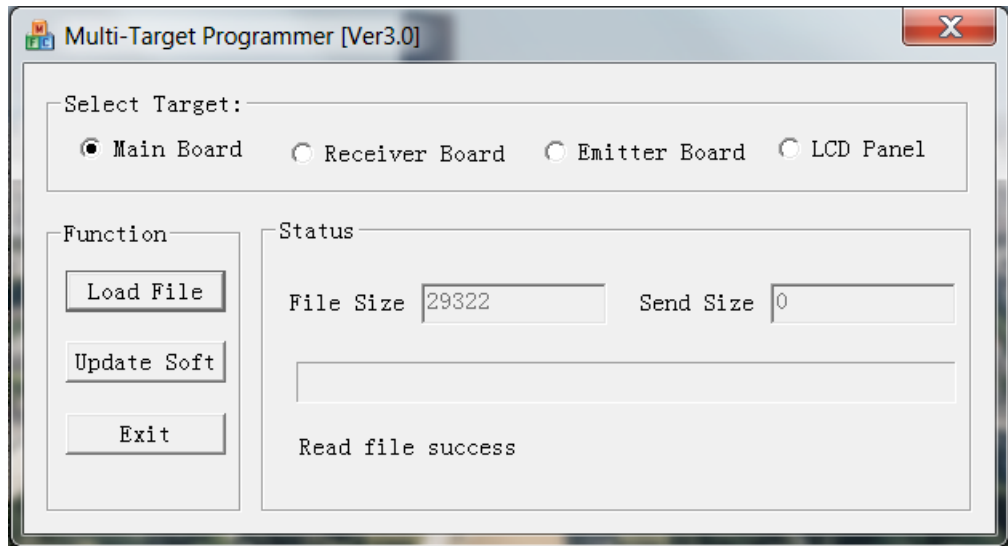 Multi-Target Programmer [Ver3.0]
Select Target:
Main Board Receiver Board Emitter Board LCD Panel
Function
Load File
Update Soft
Exit
Status
File Size 29322 Send Size 0
Read file success